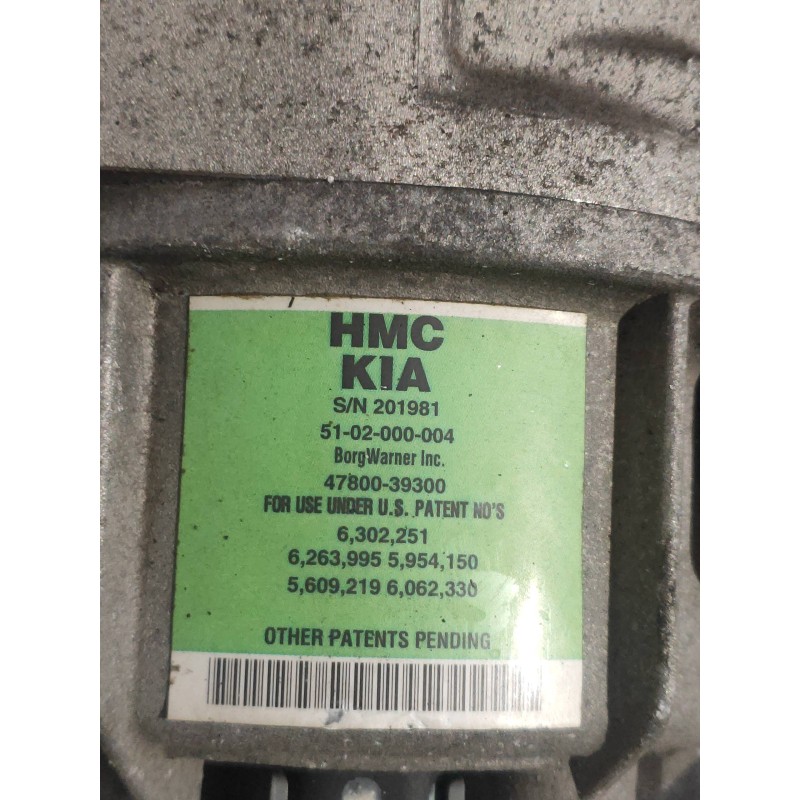 HMC
KIA
S/N 201981
51-02-000-004
BorgWarner Inc.
47800-39300
FOR USE UNDER U.S. PATENT NO'S
6,302,251
6,263,995 5,954,150
5,609,219 6,062,330
OTHER PATENTS PENDING